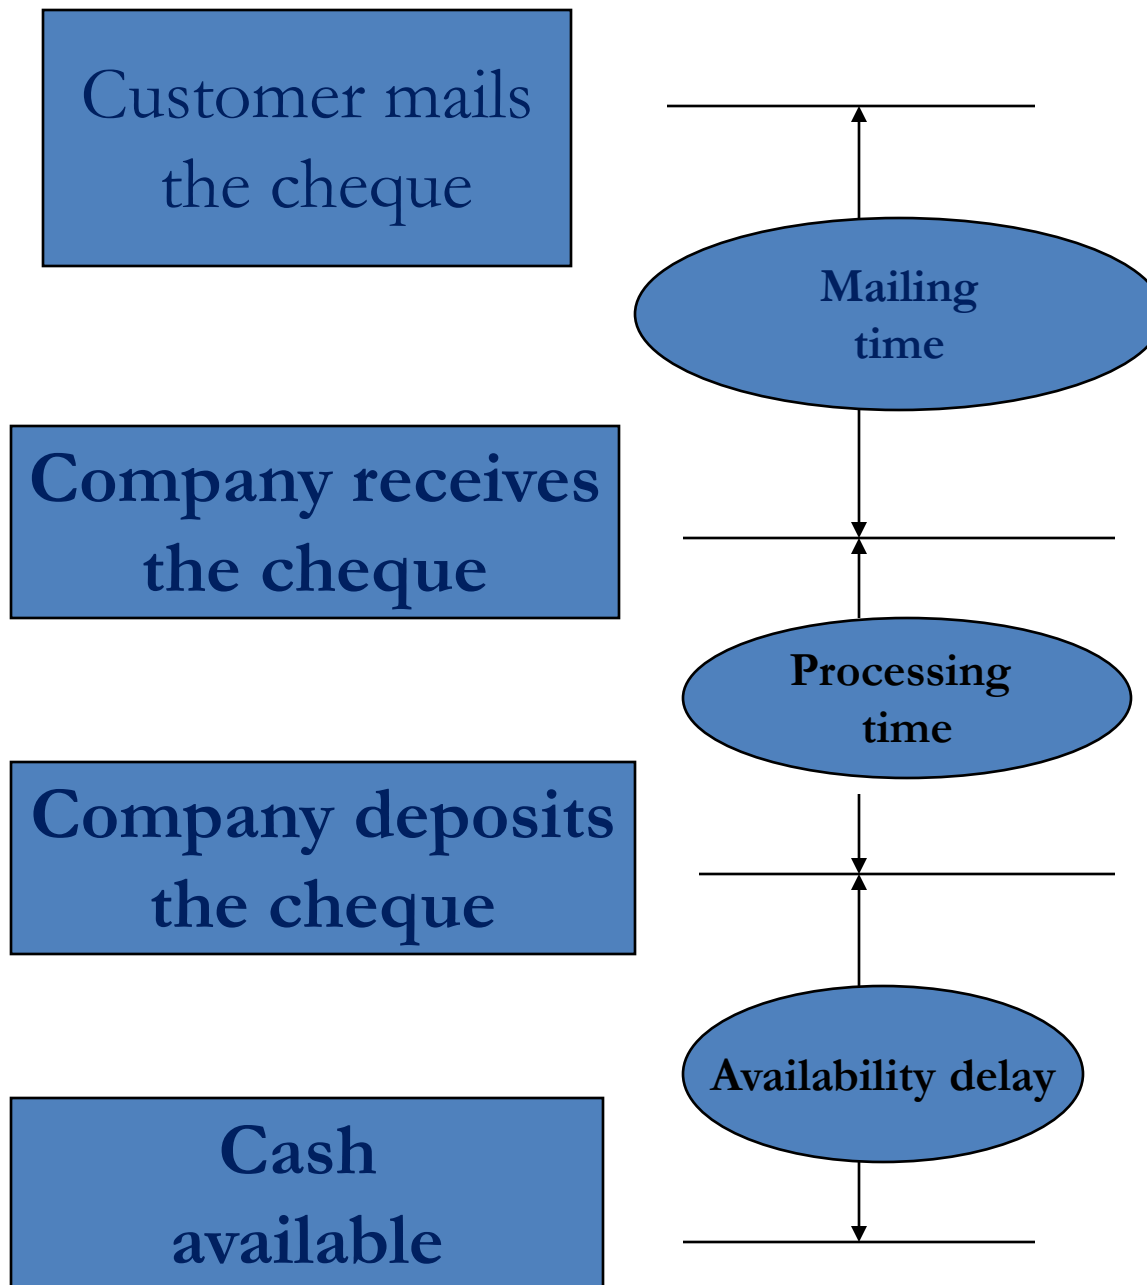 Customer mails
the cheque
Mailing
time
Company receives
the cheque
Processing
time
Company deposits
the cheque
Availability delay
Cash
available